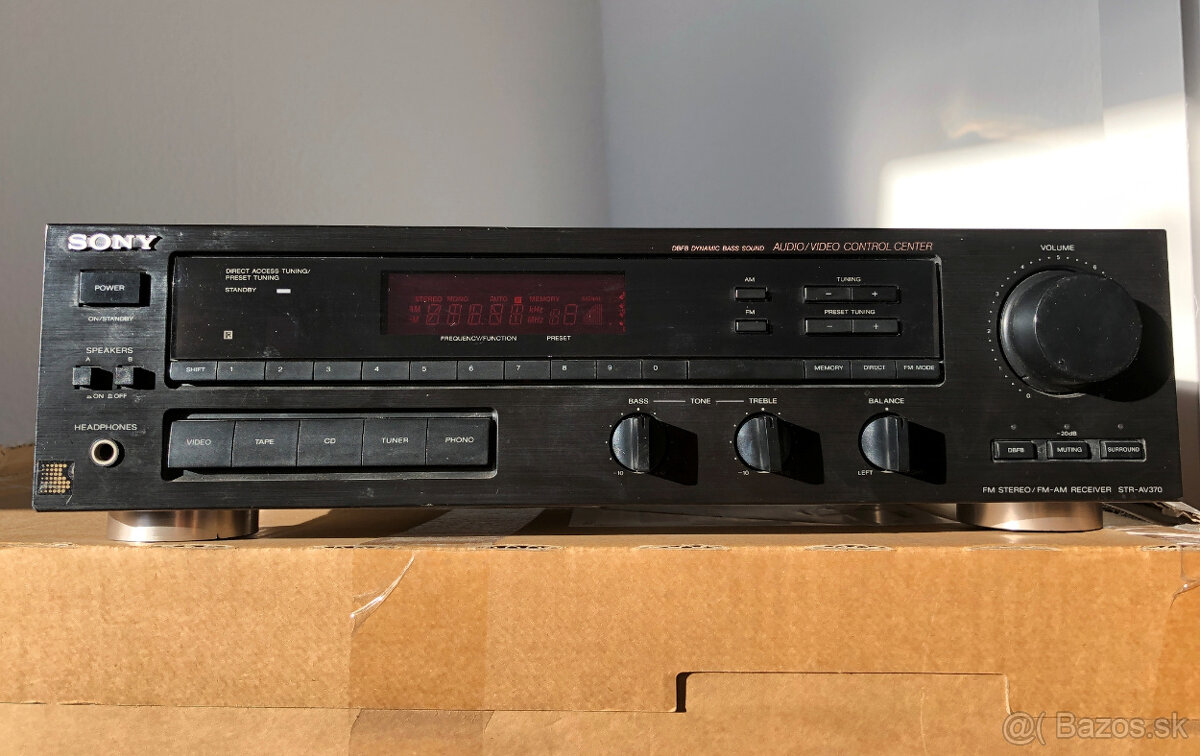 SONY
DBFB DYNAMIC BASS SOUND AUDIO/VIDEO CONTROL CENTER
VOLUME
POWER
ON/STANDBY
DIRECT ACCESS TUNING/
PRESET TUNING
STANDBY
STEREO MONO AUTO MEMORY
AM kHz
MHz
FREQUENCY/FUNCTION PRESET
AM
FM
TUNING
− +
PRESET TUNING
− +
SPEAKERS
A B
ON OFF
SHIFT 1 2 3 4 5 6 7 8 9 0 MEMORY DIRECT FM MODE
HEADPHONES
VIDEO TAPE CD TUNER PHONO
BASS TONE TREBLE
-10 -10
BALANCE
LEFT
-20dB
DBFB MUTING SURROUND
FM STEREO/FM-AM RECEIVER STR-AV370
@( Bazos.sk